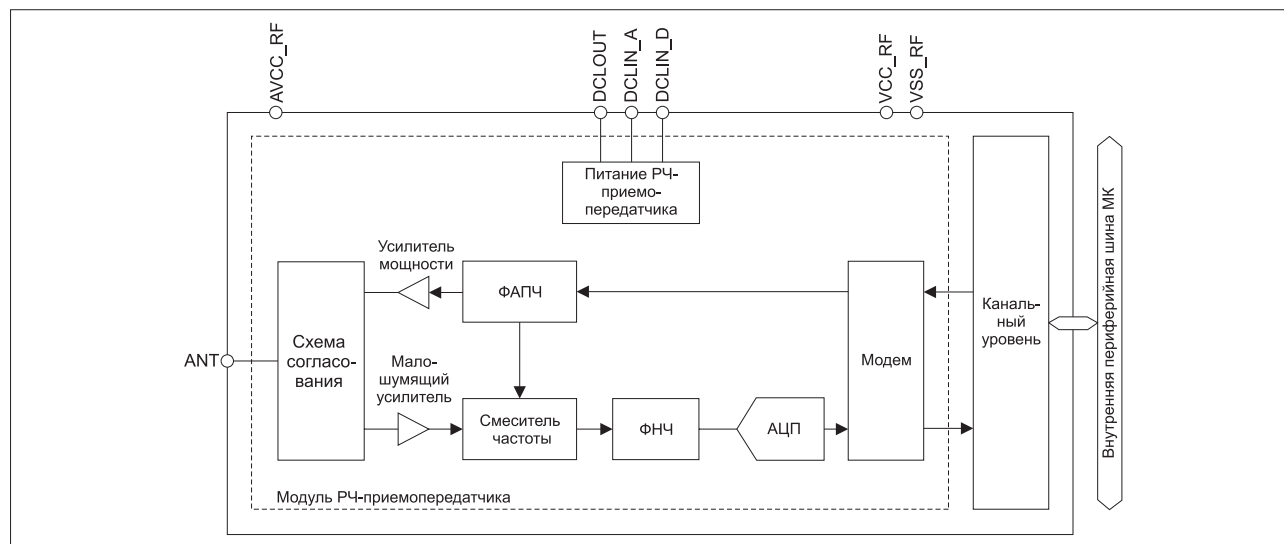 AVCC_RF
DCLOUT
DCLIN_A
DCLIN_D
VCC_RF
VSS_RF
Питание РЧ-
приемо-
передатчика
Усилитель
мощности
ФАПЧ
Схема
согласо-
вания
ANT
Мало-
шумящий
усилитель
Смеситель
частоты
ФНЧ
АЦП
Модем
Каналь-
ный
уровень
Внутренняя периферийная шина МК
Модуль РЧ-приемопередатчика